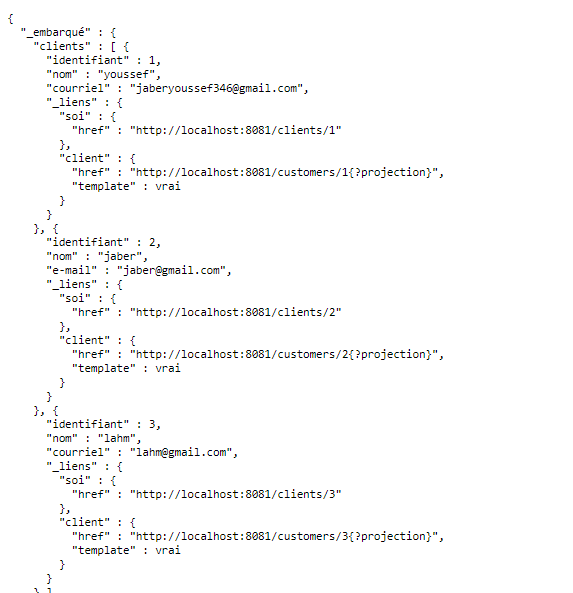 {
  "_embarqué" : {
    "clients" : [ {
      "identifiant" : 1,
      "nom" : "youssef",
      "courriel" : "jaberyoussef346@gmail.com",
      "_liens" : {
        "soi" : {
          "href" : "http://localhost:8081/clients/1"
        },
        "client" : {
          "href" : "http://localhost:8081/customers/1{?projection}",
          "template" : vrai
        }
      }
    }, {
      "identifiant" : 2,
      "nom" : "jaber",
      "e-mail" : "jaber@gmail.com",
      "_liens" : {
        "soi" : {
          "href" : "http://localhost:8081/clients/2"
        },
        "client" : {
          "href" : "http://localhost:8081/customers/2{?projection}",
          "template" : vrai
        }
      }
    }, {
      "identifiant" : 3,
      "nom" : "lahm",
      "courriel" : "lahm@gmail.com",
      "_liens" : {
        "soi" : {
          "href" : "http://localhost:8081/clients/3"
        },
        "client" : {
          "href" : "http://localhost:8081/customers/3{?projection}",
          "template" : vrai
        }
      }
    } ]